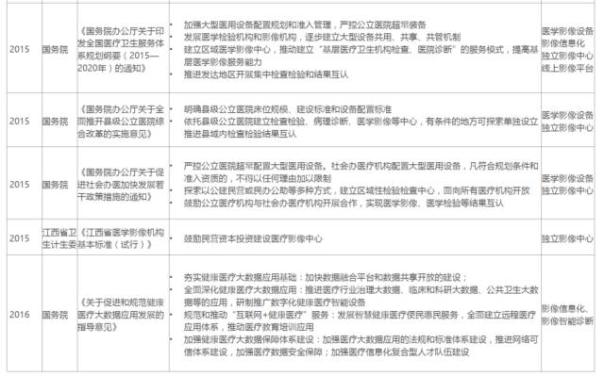 2015
国务院
《国务院办公厅关于印
发全国医疗卫生服务体
系规划纲要（2015—
2020年）的通知》
加强大型医用设备配置规划和准入管理，严控公立医院超常装备
发展医学检验机构和影像机构，逐步建立大型设备共用、共享、共管机制
建立区域医学影像中心，推动建立“基层医疗卫生机构检查、医院诊断”的服务模式，提高基
层医学影像服务能力
推进发达地区开展集中检查检验和结果互认
医学影像设备
影像信息化
独立影像中心
线上影像平台
2015
国务院
《国务院办公厅关于全
面推开县级公立医院综
合改革的实施意见》
明确县级公立医院床位规模、建设标准和设备配置标准
依托县级公立医院建立检查检验、病理诊断、医学影像等中心，有条件的地方可探索单独设立
推进县域内检查检验结果互认
医学影像设备
独立影像中心
2015
国务院
《国务院办公厅关于促
进社会办医加快发展若
干政策措施的通知》
严控公立医院超常配置大型医用设备。社会办医疗机构配置大型医用设备，凡符合规划条件和
准入资质的，不得以任何理由加以限制
探索以公建民营或民办公助等多种方式，建立区域性检验检查中心，面向所有医疗机构开放
鼓励公立医疗机构与社会办医疗机构开展合作，实现医学影像、医学检验等结果互认
医学影像设备
独立影像中心
2015
江西省卫
生计生委
《江西省医学影像机构
基本标准（试行）》
鼓励民营资本投资建设医疗影像中心
独立影像中心
2016
国务院
《关于促进和规范健康
医疗大数据应用发展的
指导意见》
夯实健康医疗大数据应用基础：加快数据融合平台和数据共享开放的建设；
全面深化健康医疗大数据应用：推进医疗行业治理大数据、临床和科研大数据、公共卫生大数
据等的应用，研制推广数字化健康医疗智能设备
规范和推动“互联网+健康医疗”服务：发展智慧健康医疗便民惠民服务，全面建立远程医疗
应用体系，推动医疗教育培训应用
加强健康医疗大数据保障体系建设：加强医疗大数据应用的法规和标准体系建设，推进网络可
信体系建设，加强医疗数据安全保障；加强医疗信息化复合型人才队伍建设
影像信息化、
影像智能诊断